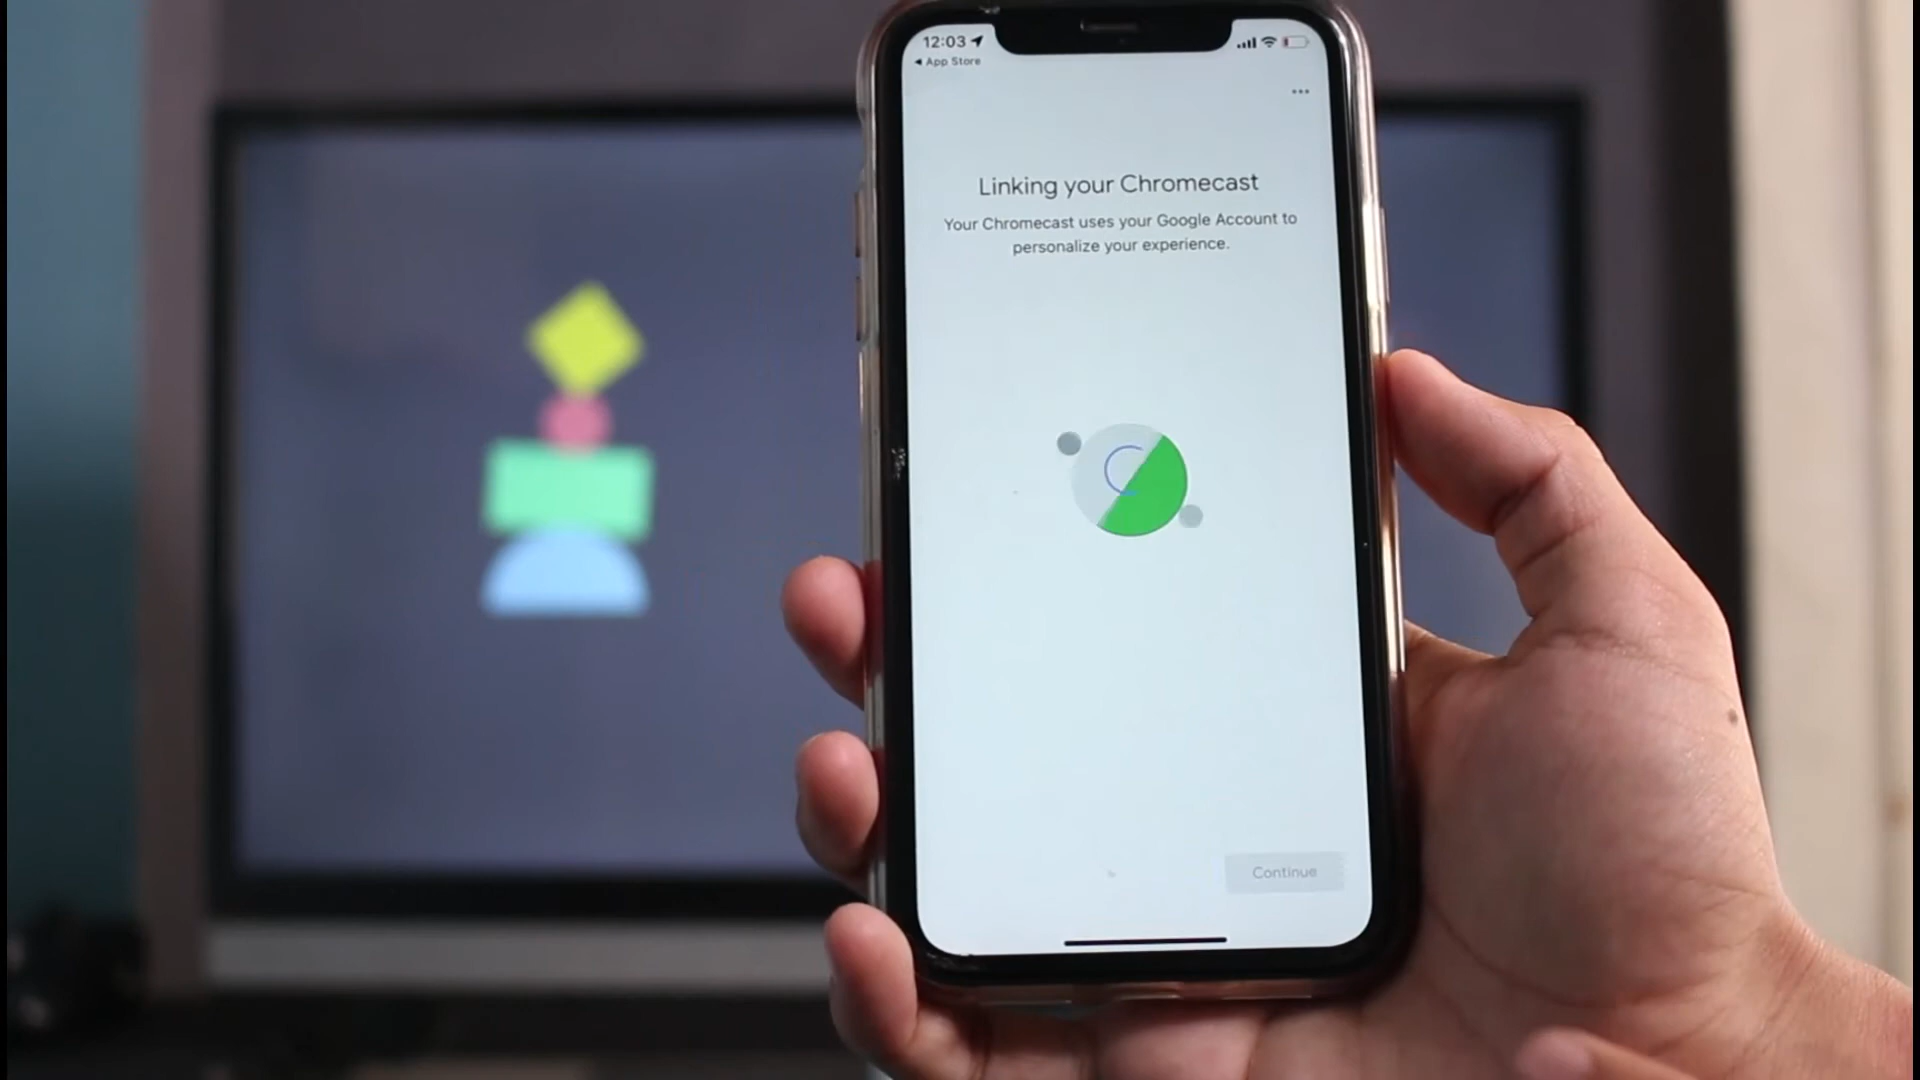 12:03
◀ App Store
...
Linking your Chromecast
Your Chromecast uses your Google Account to
personalize your experience.
Continue